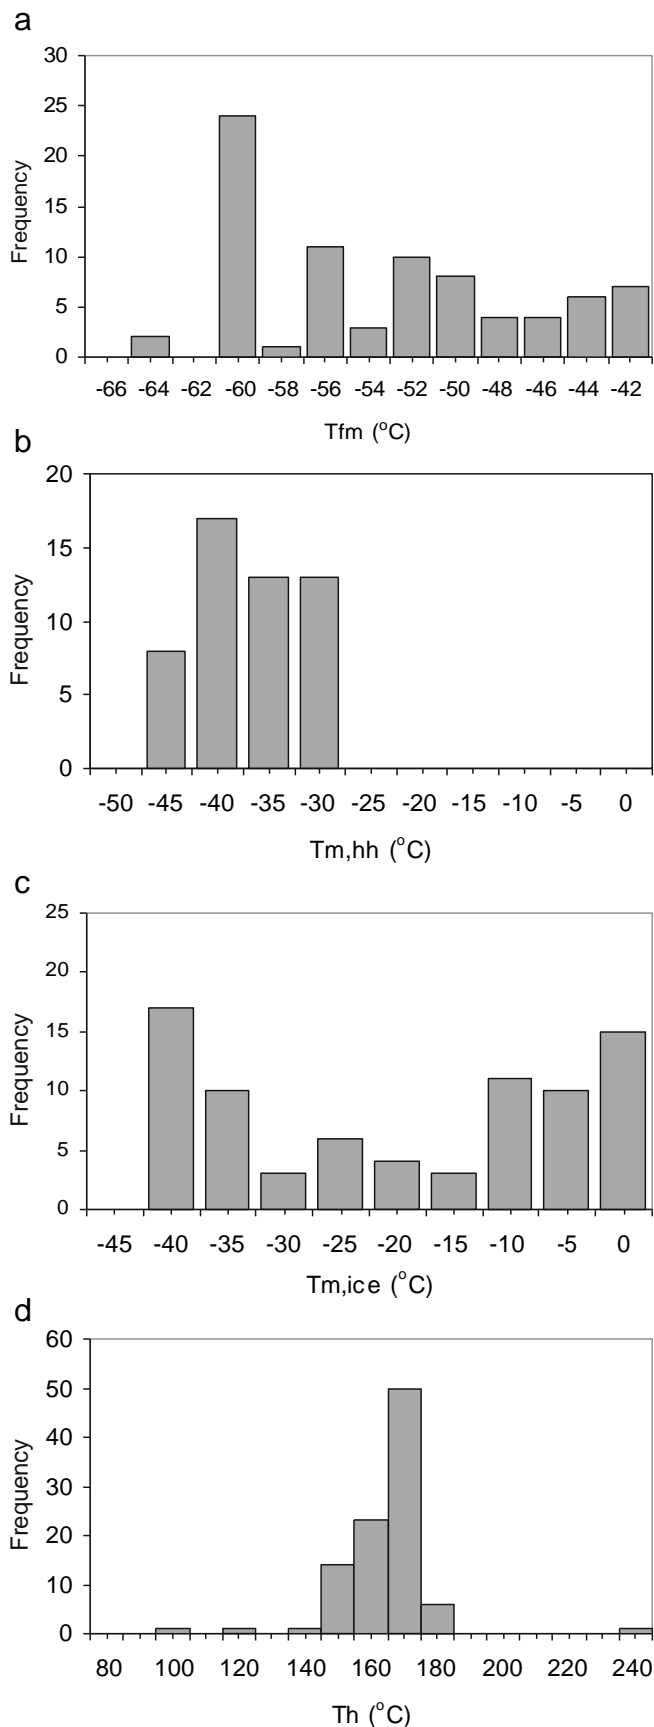 a
30
25
20
15
10
5
0
Frequency
-66 -64 -62 -60 -58 -56 -54 -52 -50 -48 -46 -44 -42
Tfm (°C)
b
20
15
10
5
0
Frequency
-50 -45 -40 -35 -30 -25 -20 -15 -10 -5 0
Tm,hh (°C)
c
25
20
15
10
5
0
Frequency
-45 -40 -35 -30 -25 -20 -15 -10 -5 0
Tm,ice (°C)
d
60
50
40
30
20
10
0
Frequency
80 100 120 140 160 180 200 220 240
Th (°C)